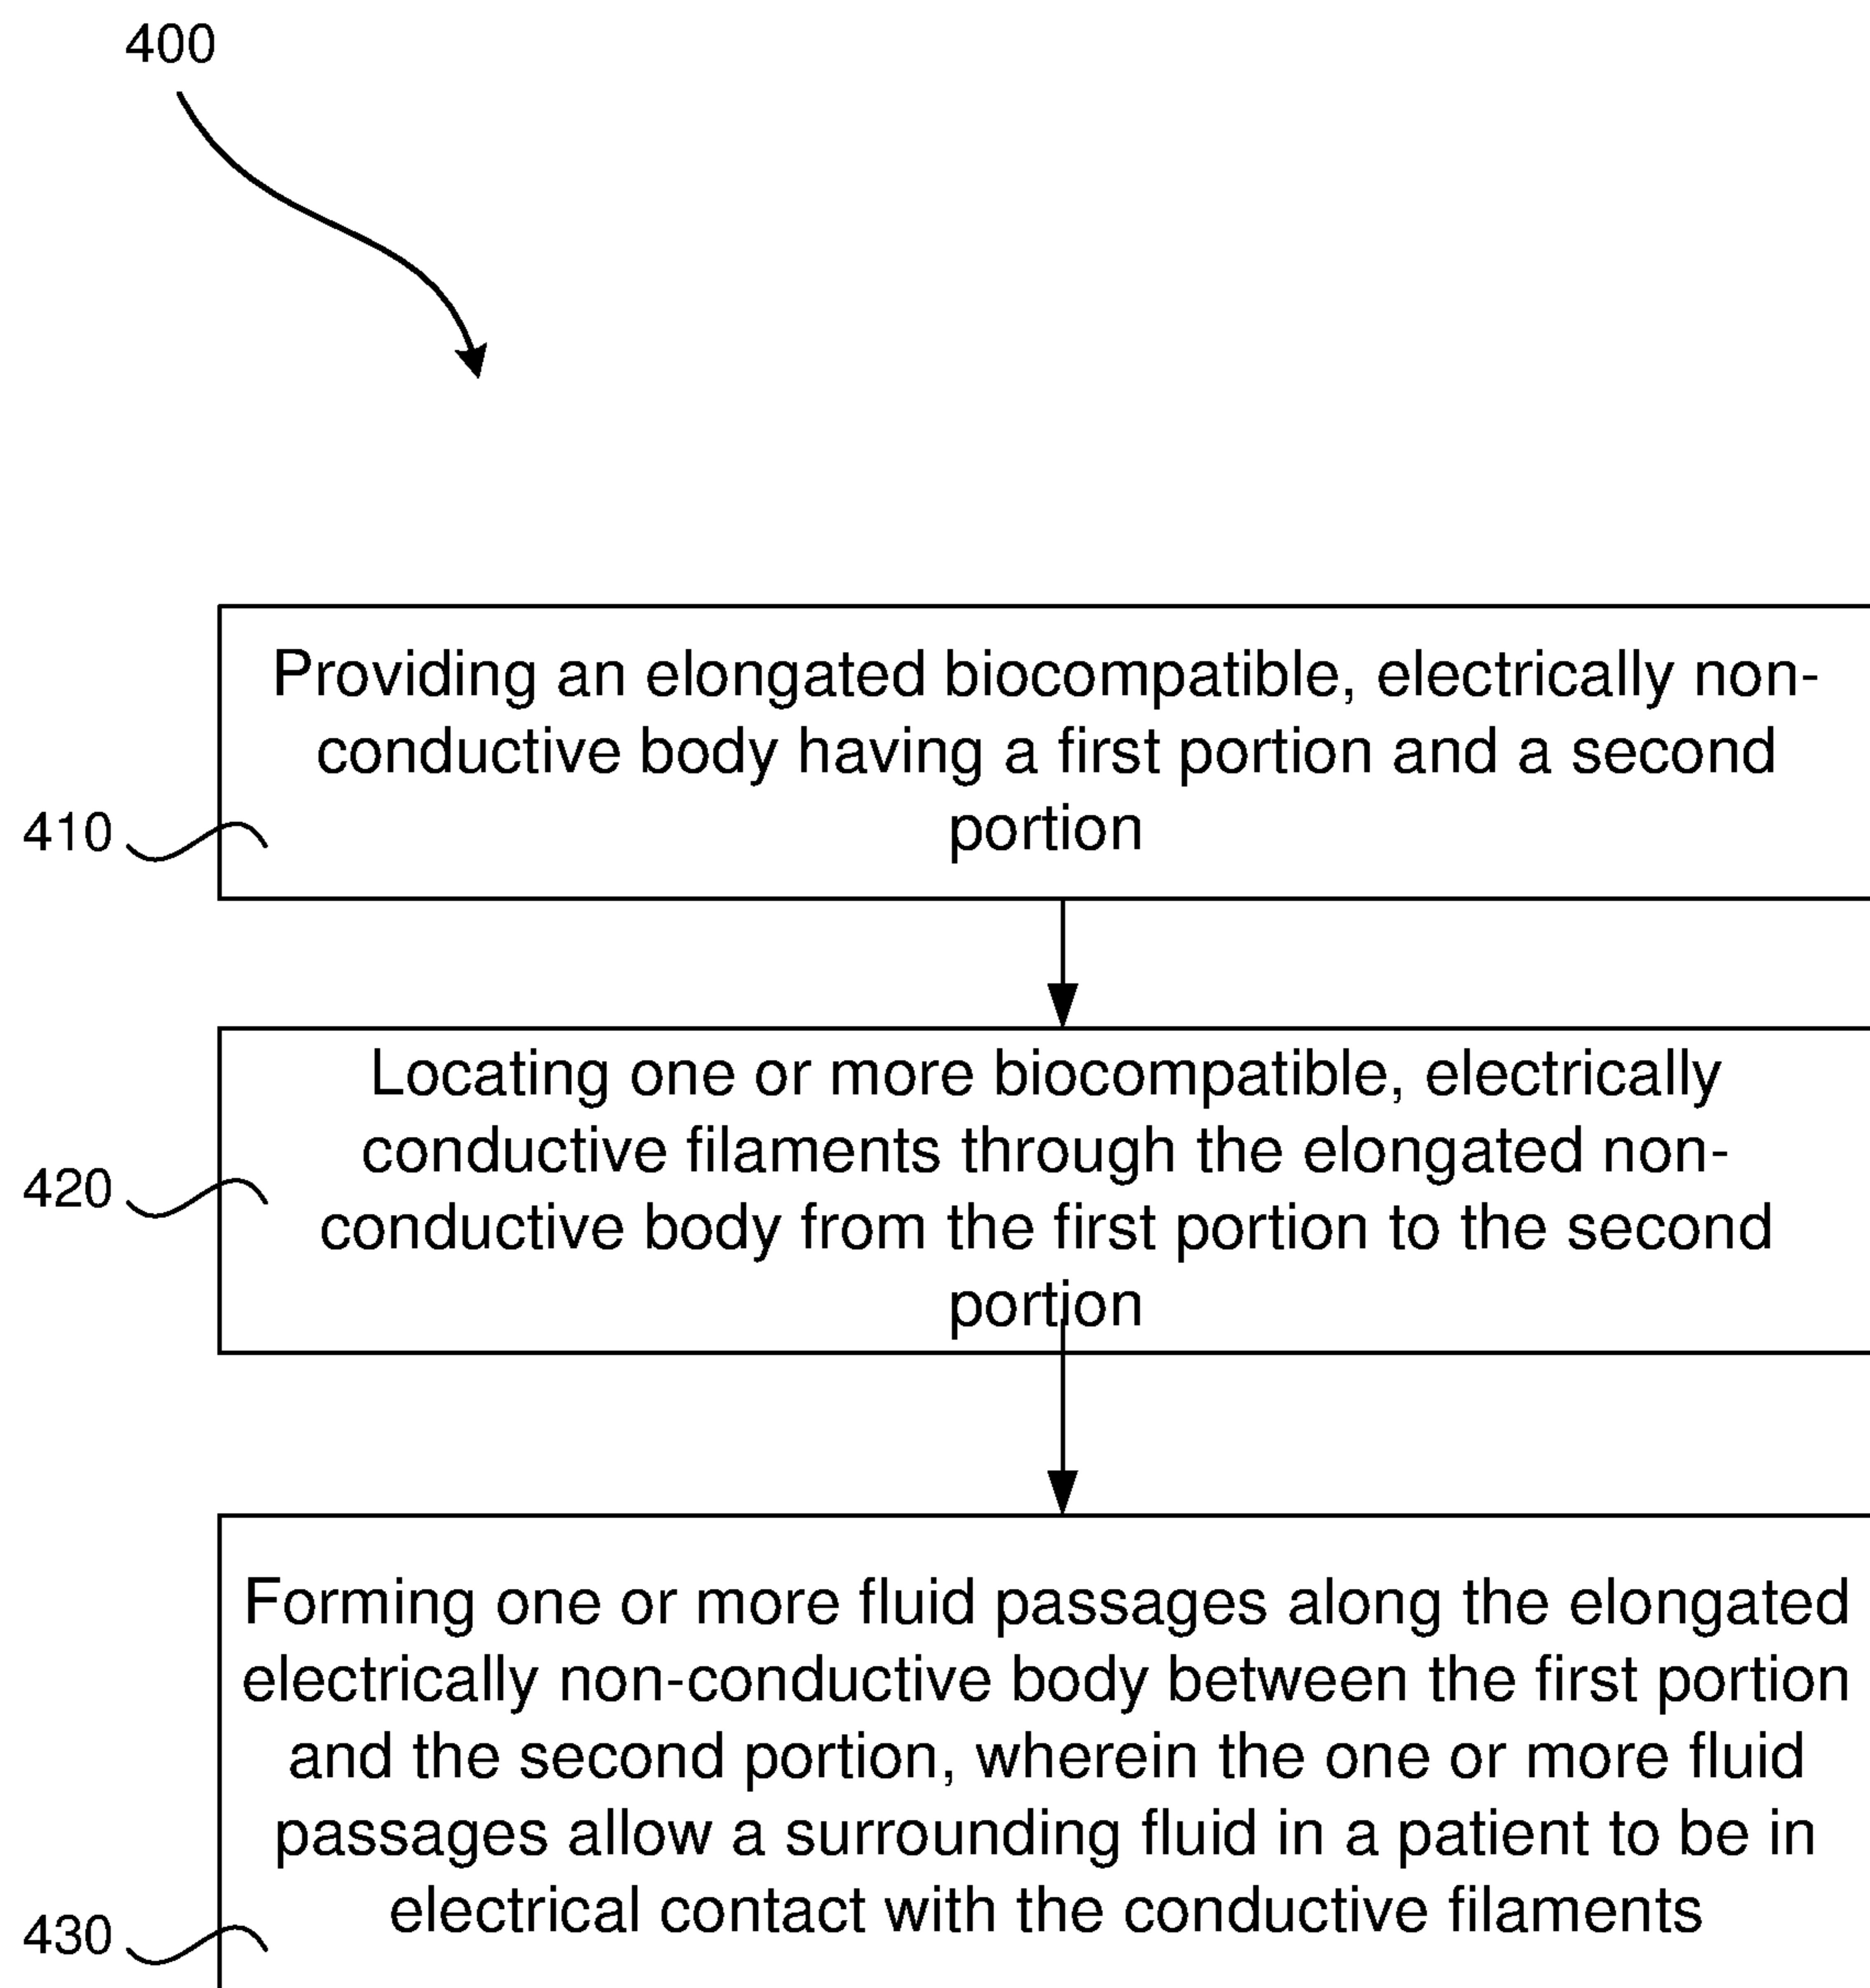 400
Providing an elongated biocompatible, electrically non-
conductive body having a first portion and a second
portion
410
Locating one or more biocompatible, electrically
conductive filaments through the elongated non-
conductive body from the first portion to the second
portion
420
Forming one or more fluid passages along the elongated
electrically non-conductive body between the first portion
and the second portion, wherein the one or more fluid
passages allow a surrounding fluid in a patient to be in
electrical contact with the conductive filaments
430